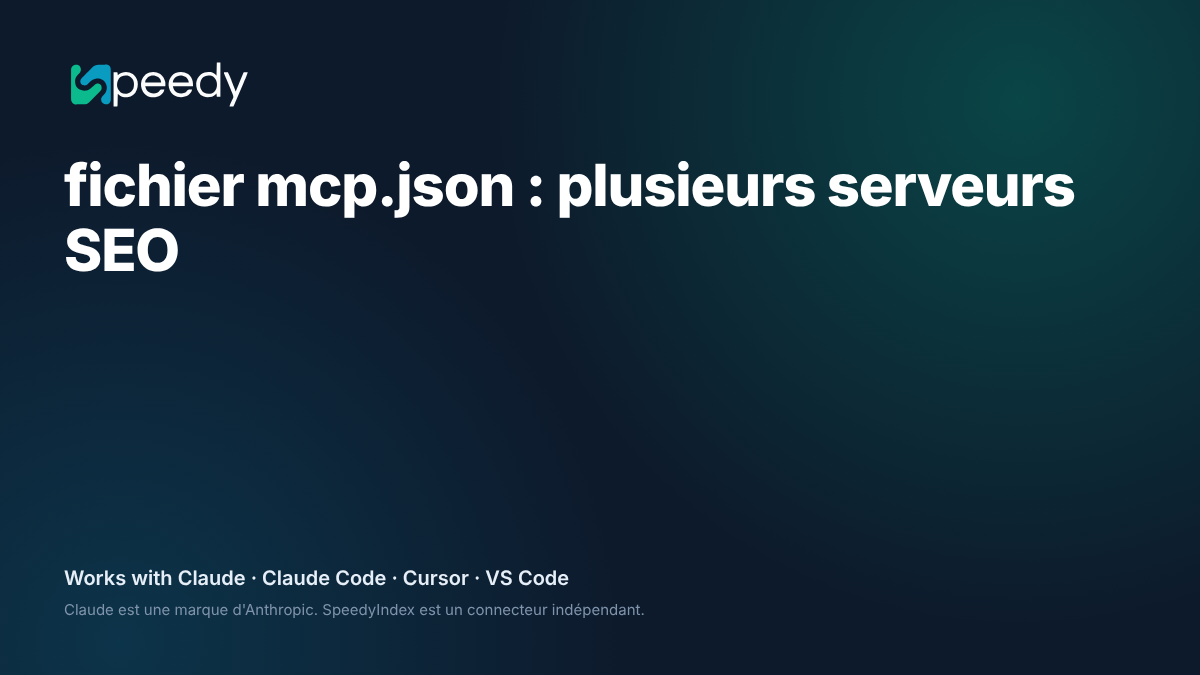 Speedy
fichier mcp.json : plusieurs serveurs
SEO
Works with Claude · Claude Code · Cursor · VS Code
Claude est une marque d'Anthropic. SpeedyIndex est un connecteur indépendant.